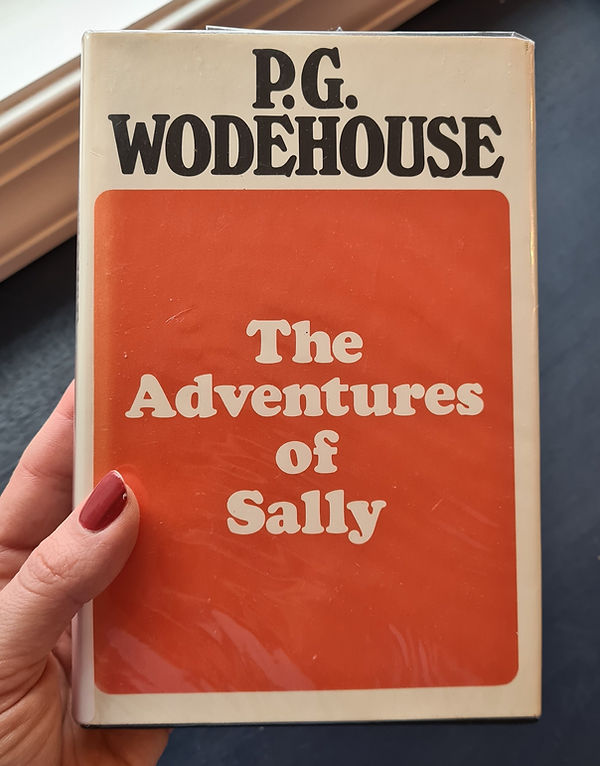 P.G.
WODEHOUSE
The
Adventures
of
Sally